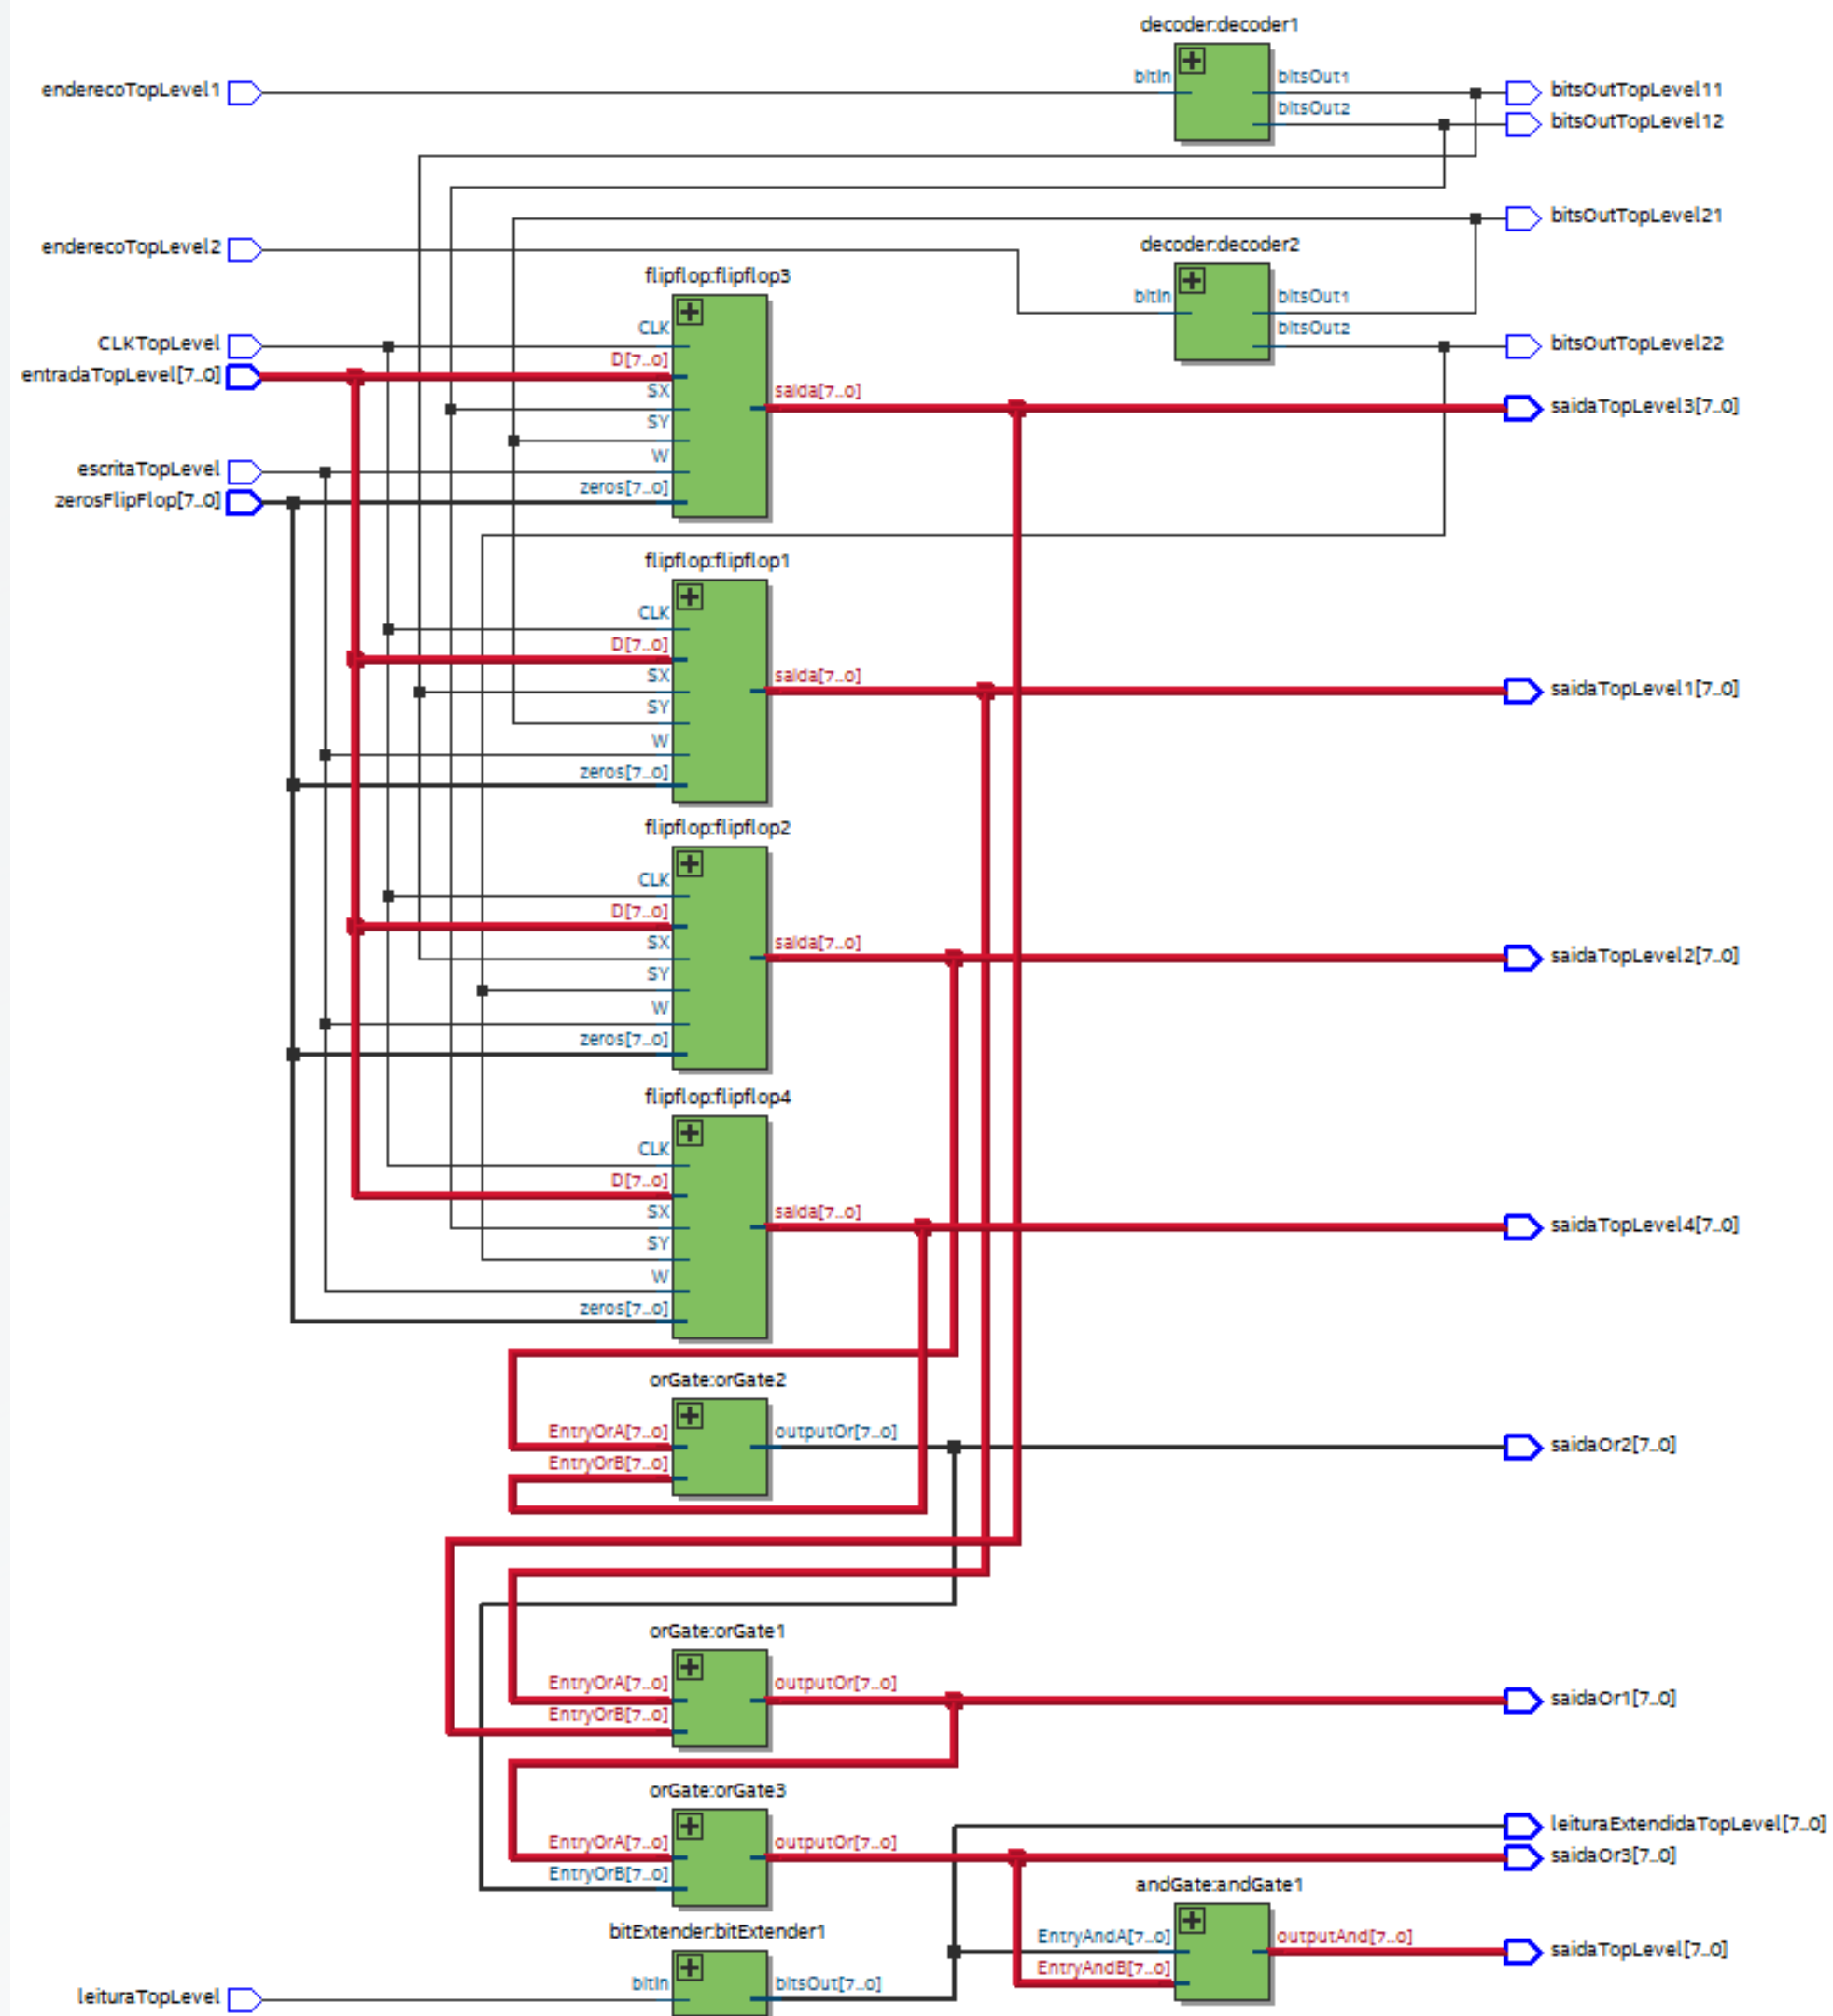 decoder:decoder1
enderecoTopLevel1
bitIn
bitsOut1
bitsOut2
bitsOutTopLevel11
bitsOutTopLevel12
bitsOutTopLevel21
enderecoTopLevel2
decoder:decoder2
bitIn
bitsOut1
bitsOut2
bitsOutTopLevel22
flipflop:flipflop3
CLKTopLevel
entradaTopLevel[7..0]
escritaTopLevel
zerosFlipFlop[7..0]
CLK
D[7..0]
SX
SY
W
zeros[7..0]
saida[7..0]
saidaTopLevel3[7..0]
flipflop:flipflop1
CLK
D[7..0]
SX
SY
W
zeros[7..0]
saida[7..0]
saidaTopLevel1[7..0]
flipflop:flipflop2
CLK
D[7..0]
SX
SY
W
zeros[7..0]
saida[7..0]
saidaTopLevel2[7..0]
flipflop:flipflop4
CLK
D[7..0]
SX
SY
W
zeros[7..0]
saida[7..0]
saidaTopLevel4[7..0]
orGate:orGate2
EntryOrA[7..0]
EntryOrB[7..0]
outputOr[7..0]
saidaOr2[7..0]
orGate:orGate1
EntryOrA[7..0]
EntryOrB[7..0]
outputOr[7..0]
saidaOr1[7..0]
orGate:orGate3
EntryOrA[7..0]
EntryOrB[7..0]
outputOr[7..0]
leituraExtendidaTopLevel[7..0]
saidaOr3[7..0]
andGate:andGate1
EntryAndA[7..0]
EntryAndB[7..0]
outputAnd[7..0]
saidaTopLevel[7..0]
bitExtender:bitExtender1
leituraTopLevel
bitIn
bitsOut[7..0]